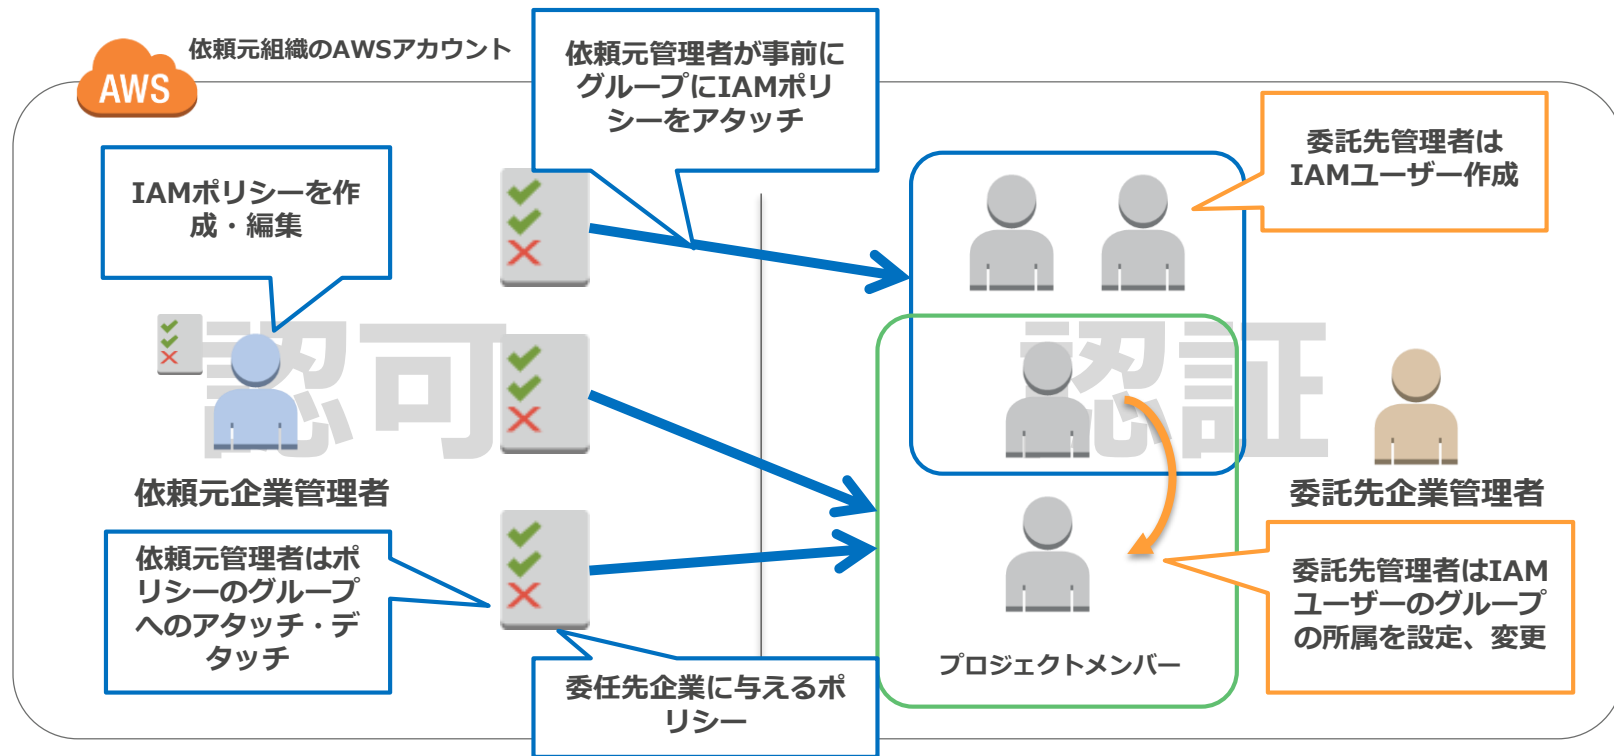 依頼元組織のAWSアカウント
AWS
依頼元管理者が事前に
グループにIAMポリ
シーをアタッチ
委託先管理者は
IAMユーザー作成
IAMポリシーを作
成・編集
認可
認証
依頼元企業管理者
委託先企業管理者
依頼元管理者はポ
リシーのグループ
へのアタッチ・デ
タッチ
委託先管理者はIAM
ユーザーのグループ
の所属を設定、変更
プロジェクトメンバー
委任先企業に与えるポ
リシー